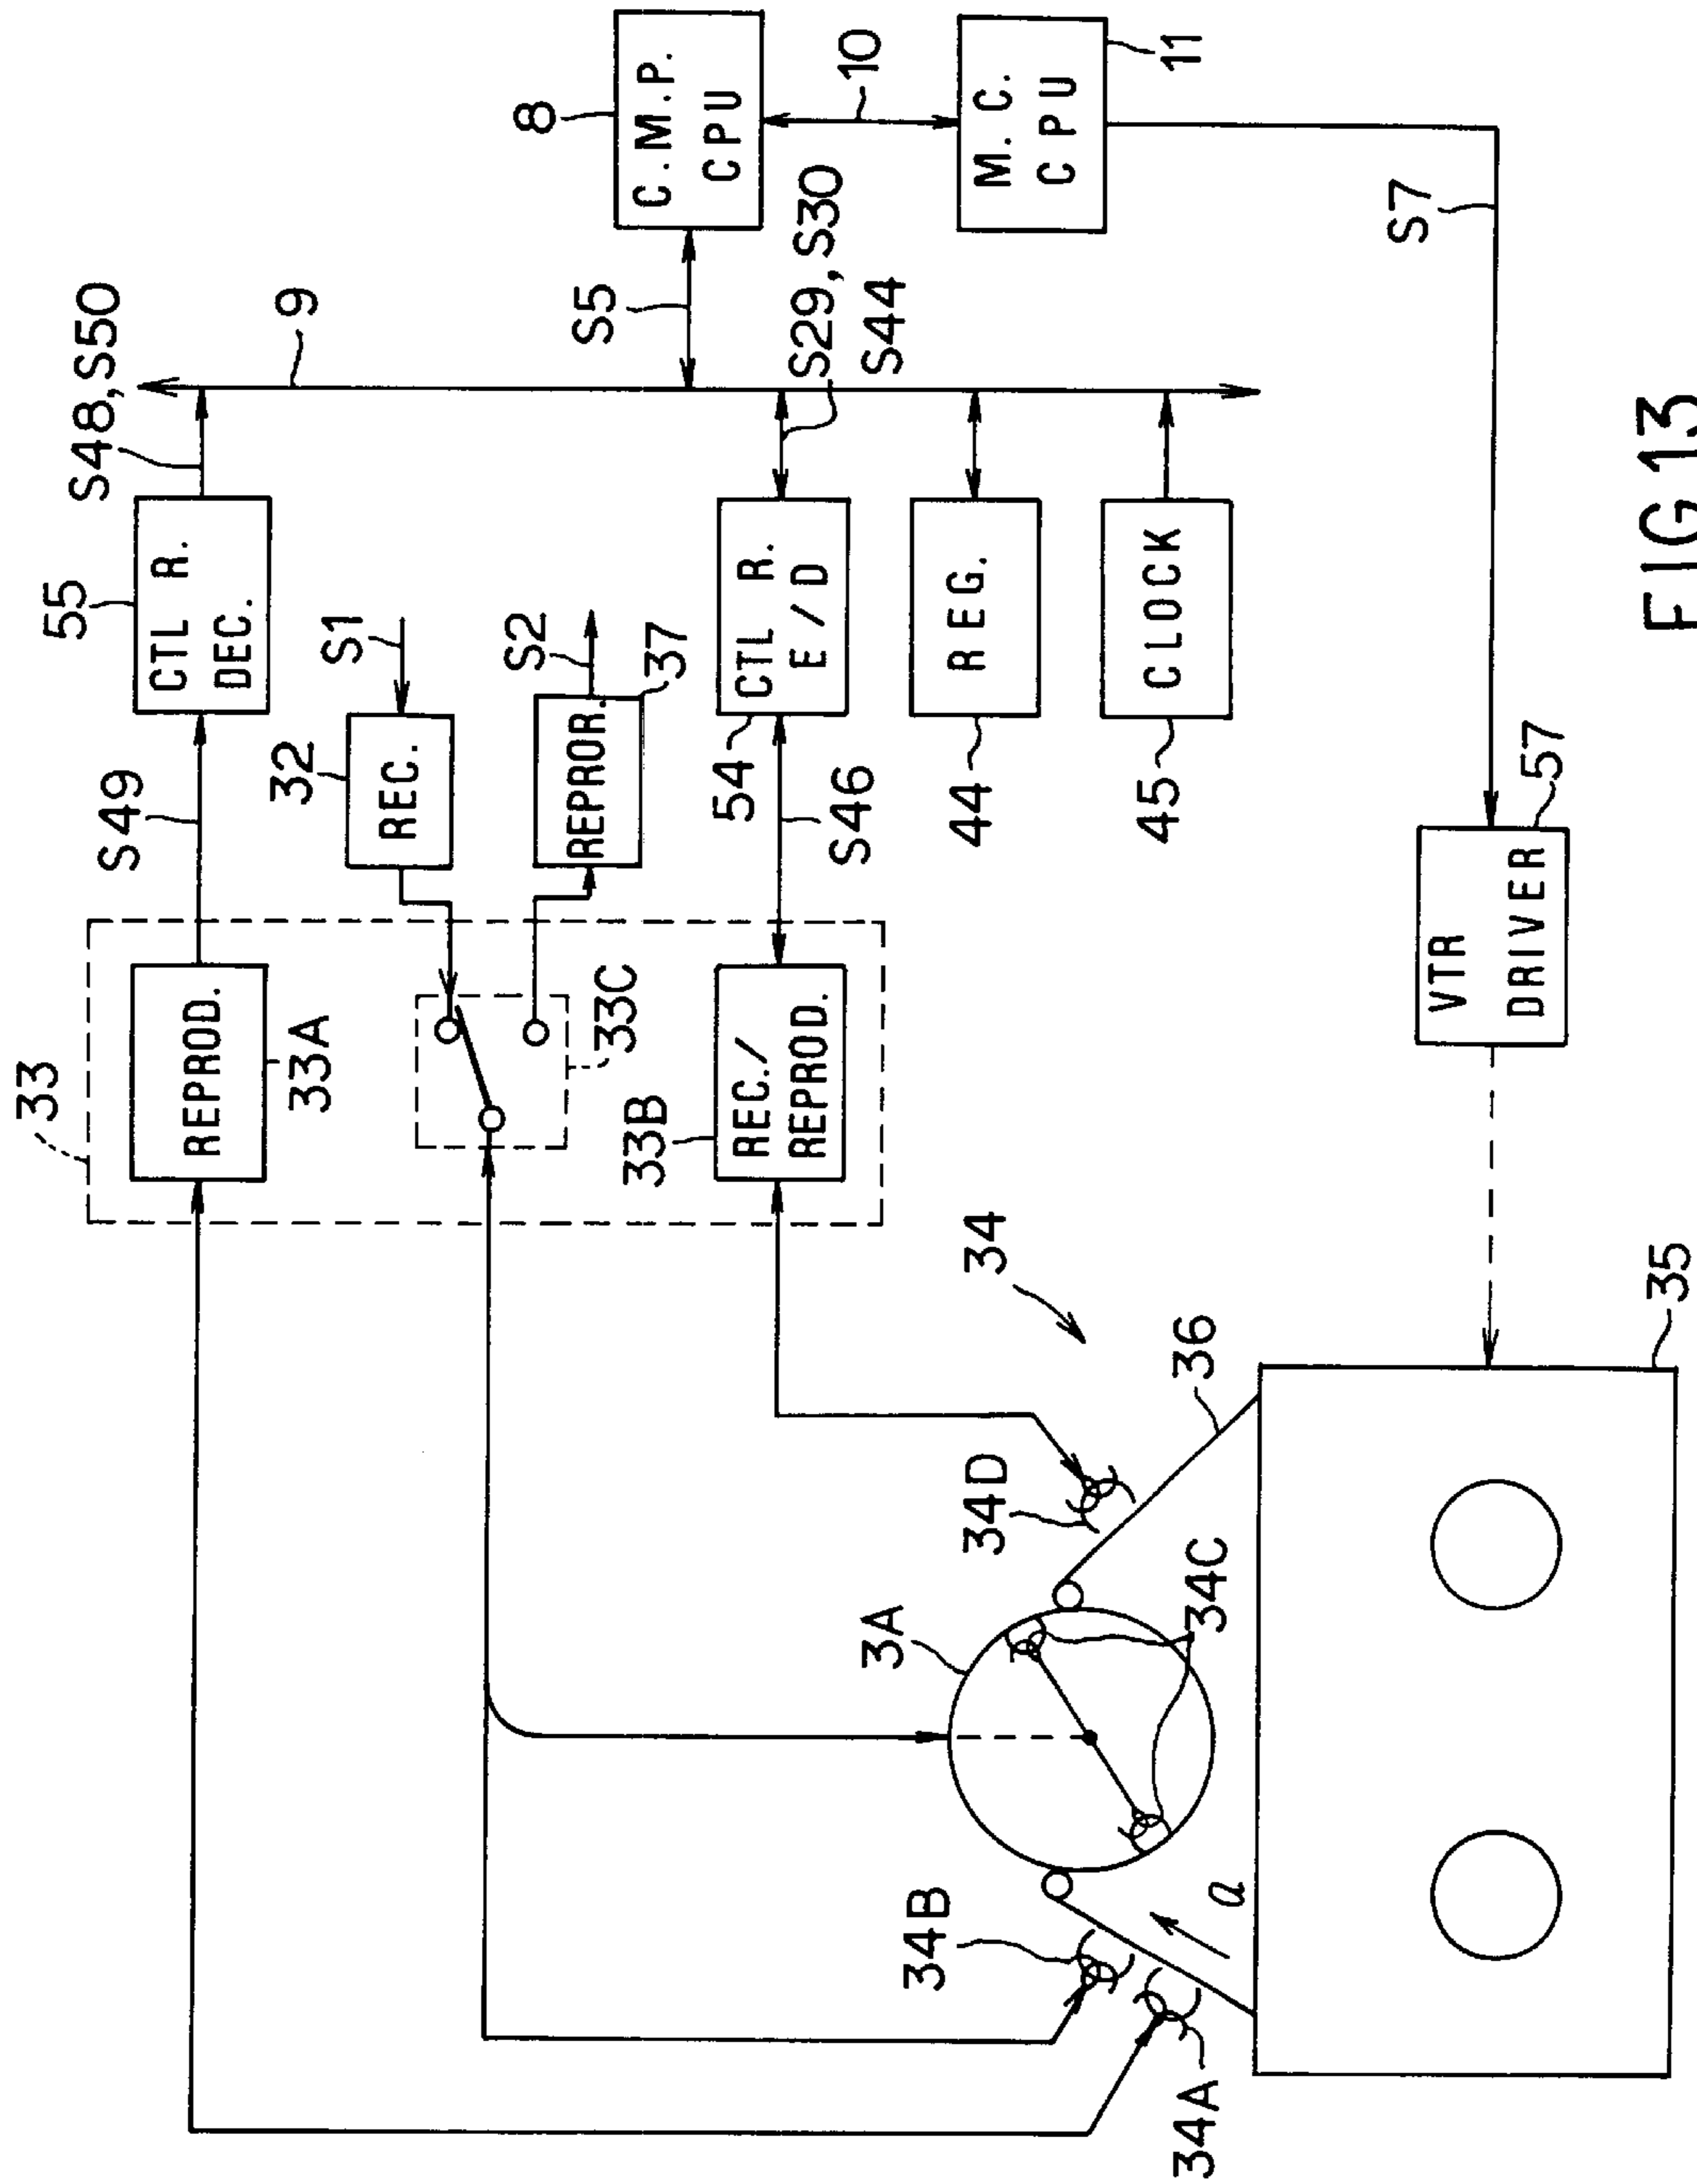 33
REPROD.
33A
S49
55
CTL R.
DEC.
S48, S50
9
32
REC.
S1
33C
REPROR.
37
S2
33B
REC./
REPROD.
S46
54
CTL R.
E/D
S29, S30
S44
S5
8
C.M.P.
CPU
10
M.C.
CPU
11
44
REG.
45
CLOCK
S7
VTR
DRIVER
57
34
34A
34B
3A
34C
34D
36
a
35
FIG.13